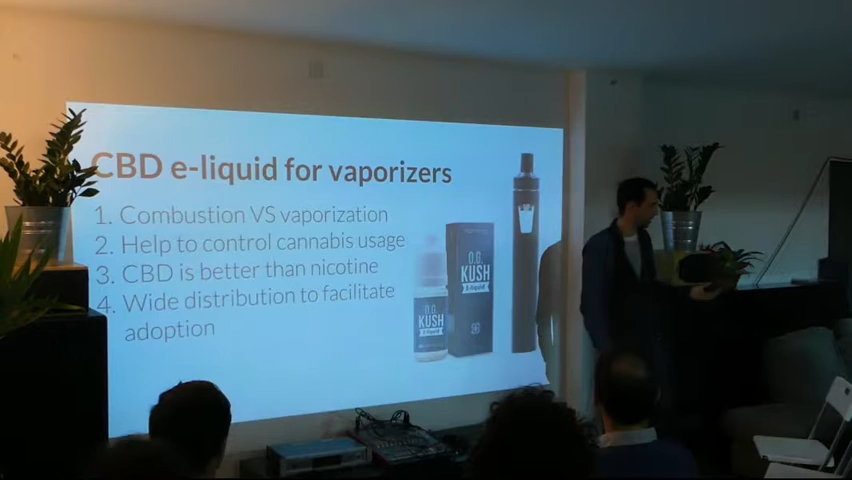 CBD e-liquid for vaporizers
1. Combustion VS vaporization
2. Help to control cannabis usage
3. CBD is better than nicotine
4. Wide distribution to facilitate
adoption
O.G.
KUSH
E-liquid
O.G.
KUSH
E-liquid